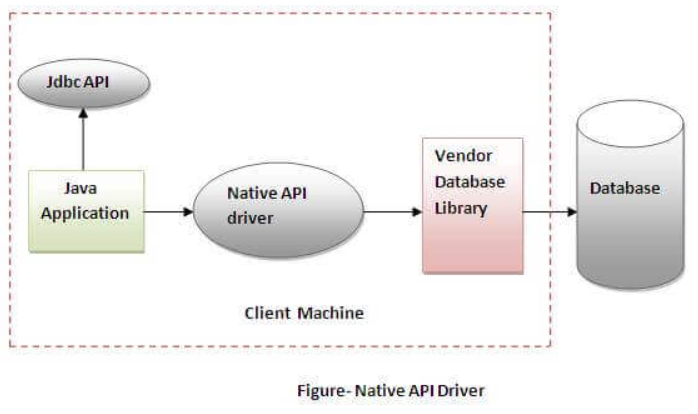 Jdbc API
Java
Application
Native API
driver
Vendor
Database
Library
Database
Client Machine
Figure- Native API Driver